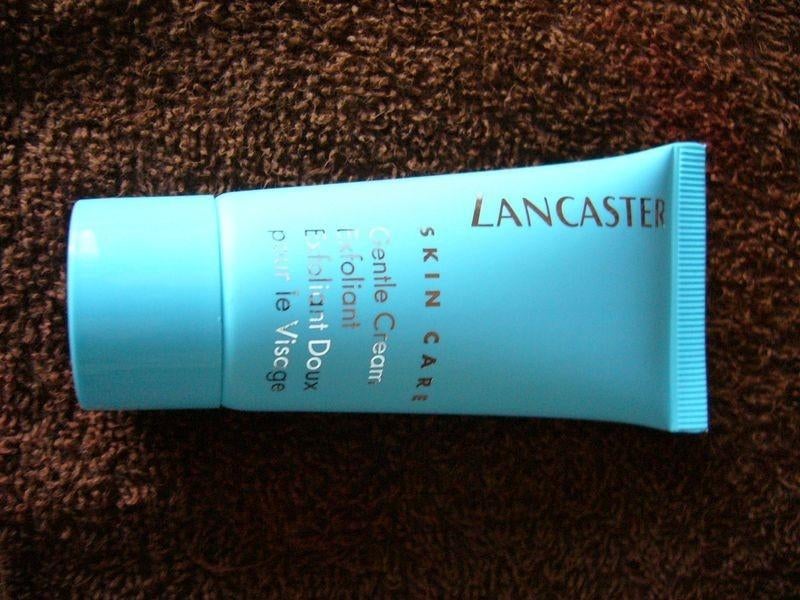 LANCASTER
SKIN CARE
Gentle Cream
Exfoliant
Exfoliant Doux
pour le Visage